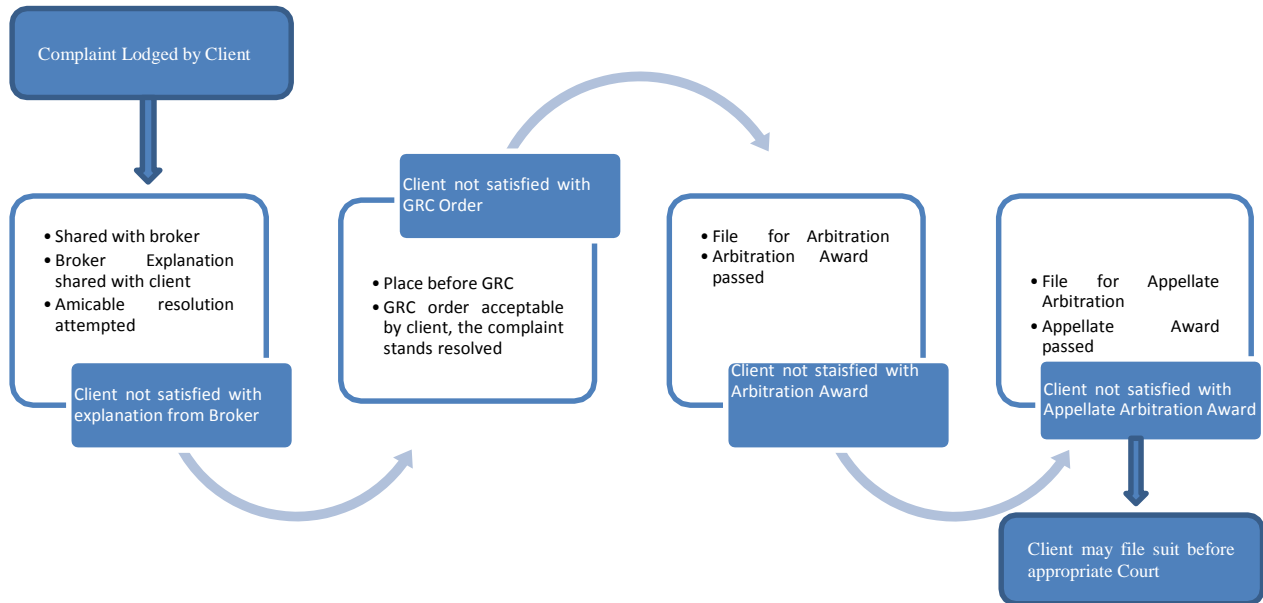 Complaint Lodged by Client
• Shared with broker
• Broker Explanation
shared with client
• Amicable resolution
attempted
Client not satisfied with
explanation from Broker
Client not satisfied with
GRC Order
• Place before GRC
• GRC order acceptable
by client, the complaint
stands resolved
• File for Arbitration
• Arbitration Award
passed
Client not staisfied with
Arbitration Award
• File for Appellate
Arbitration
• Appellate Award
passed
Client not satisfied with
Appellate Arbitration Award
Client may file suit before
appropriate Court